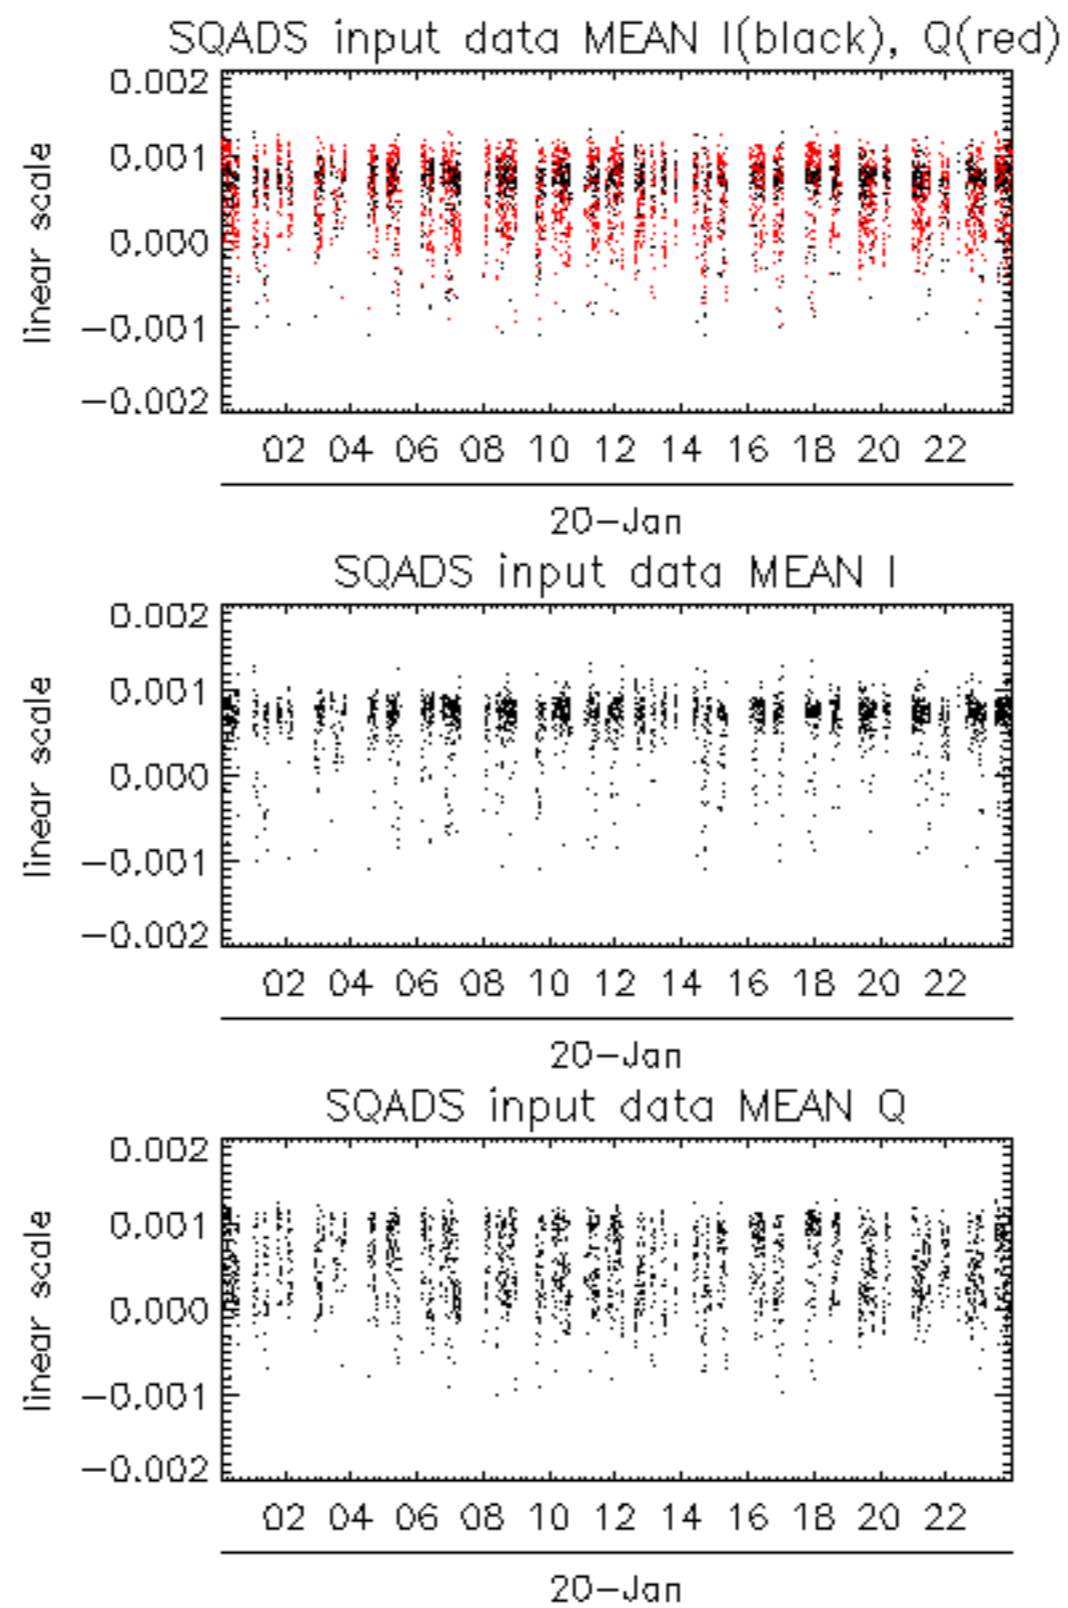 SQADS input data MEAN I(black), Q(red)
linear scale
0.002
0.001
0.000
−0.001
−0.002
02 04 06 08 10 12 14 16 18 20 22
20−Jan
SQADS input data MEAN I
linear scale
0.002
0.001
0.000
−0.001
−0.002
02 04 06 08 10 12 14 16 18 20 22
20−Jan
SQADS input data MEAN Q
linear scale
0.002
0.001
0.000
−0.001
−0.002
02 04 06 08 10 12 14 16 18 20 22
20−Jan